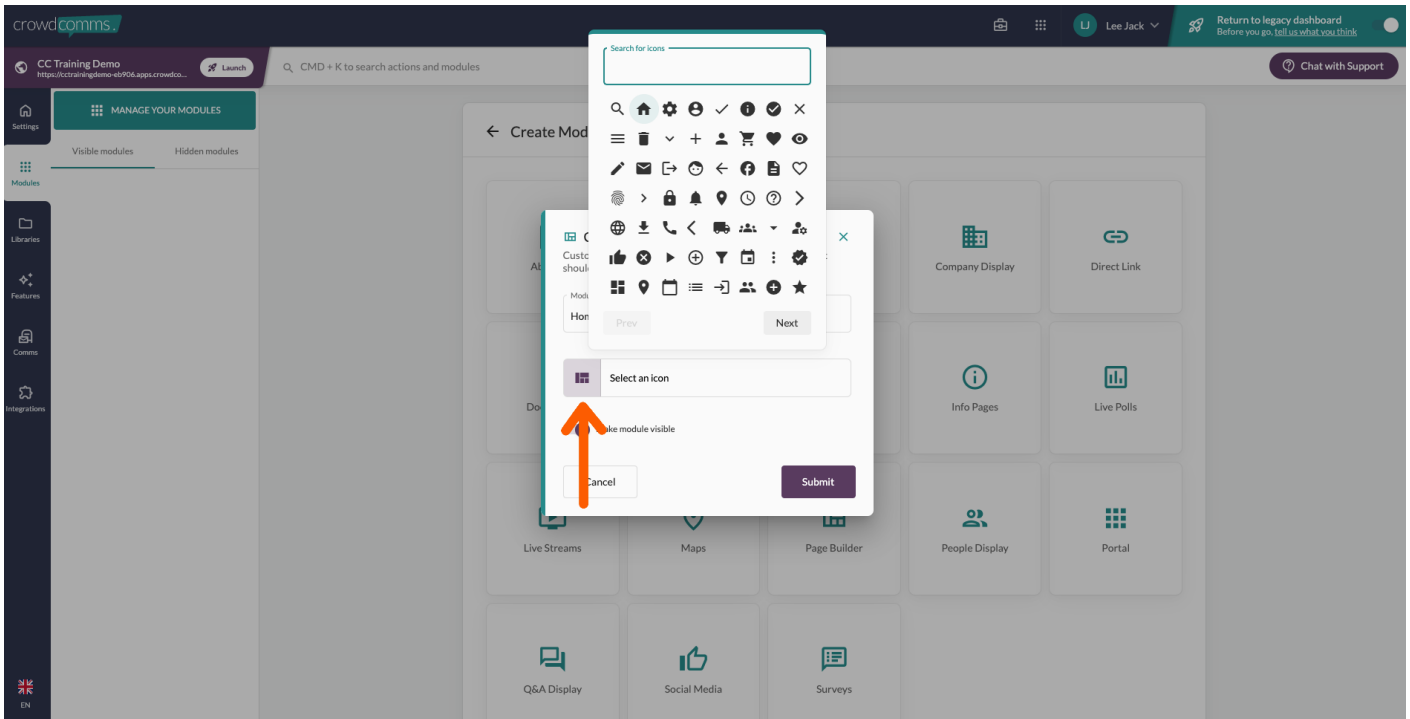 crowdcomms.
LJ
Lee Jack
Return to legacy dashboard
Before you go, tell us what you think
CC Training Demo
https://cctrainingdemo-eb906.apps.crowdco...
Launch
CMD + K to search actions and modules
Chat with Support
Settings
Modules
Libraries
Features
Comms
Integrations
EN
MANAGE YOUR MODULES
Visible modules
Hidden modules
Create Mod
Search for icons
Prev
Next
Select an icon
module visible
Cancel
Submit
Company Display
Direct Link
Info Pages
Live Polls
Live Streams
Maps
Page Builder
People Display
Portal
Q&A Display
Social Media
Surveys